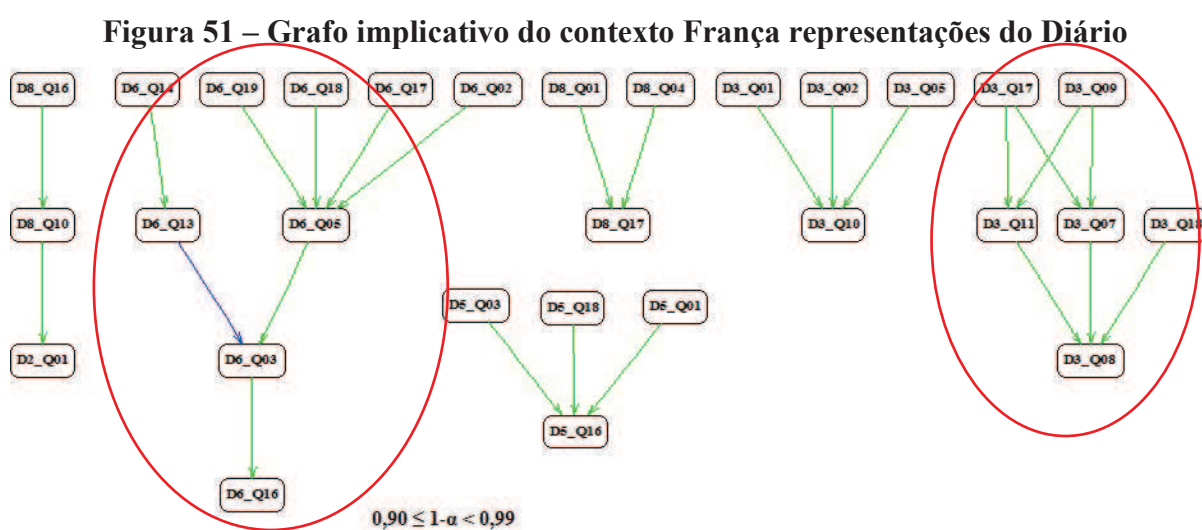 Figura 51 – Grafo implicativo do contexto França representações do Diário
D8_Q16 D6_Q14 D6_Q19 D6_Q18 D6_Q17 D6_Q02 D8_Q01 D8_Q04 D3_Q01 D3_Q02 D3_Q05 D3_Q17 D3_Q09
D8_Q10 D6_Q13 D6_Q05 D8_Q17 D3_Q10 D3_Q11 D3_Q07 D3_Q18
D5_Q03 D5_Q18 D5_Q01
D2_Q01 D6_Q03 D3_Q08
D5_Q16
D6_Q16
0,90 ≤ 1-α < 0,99